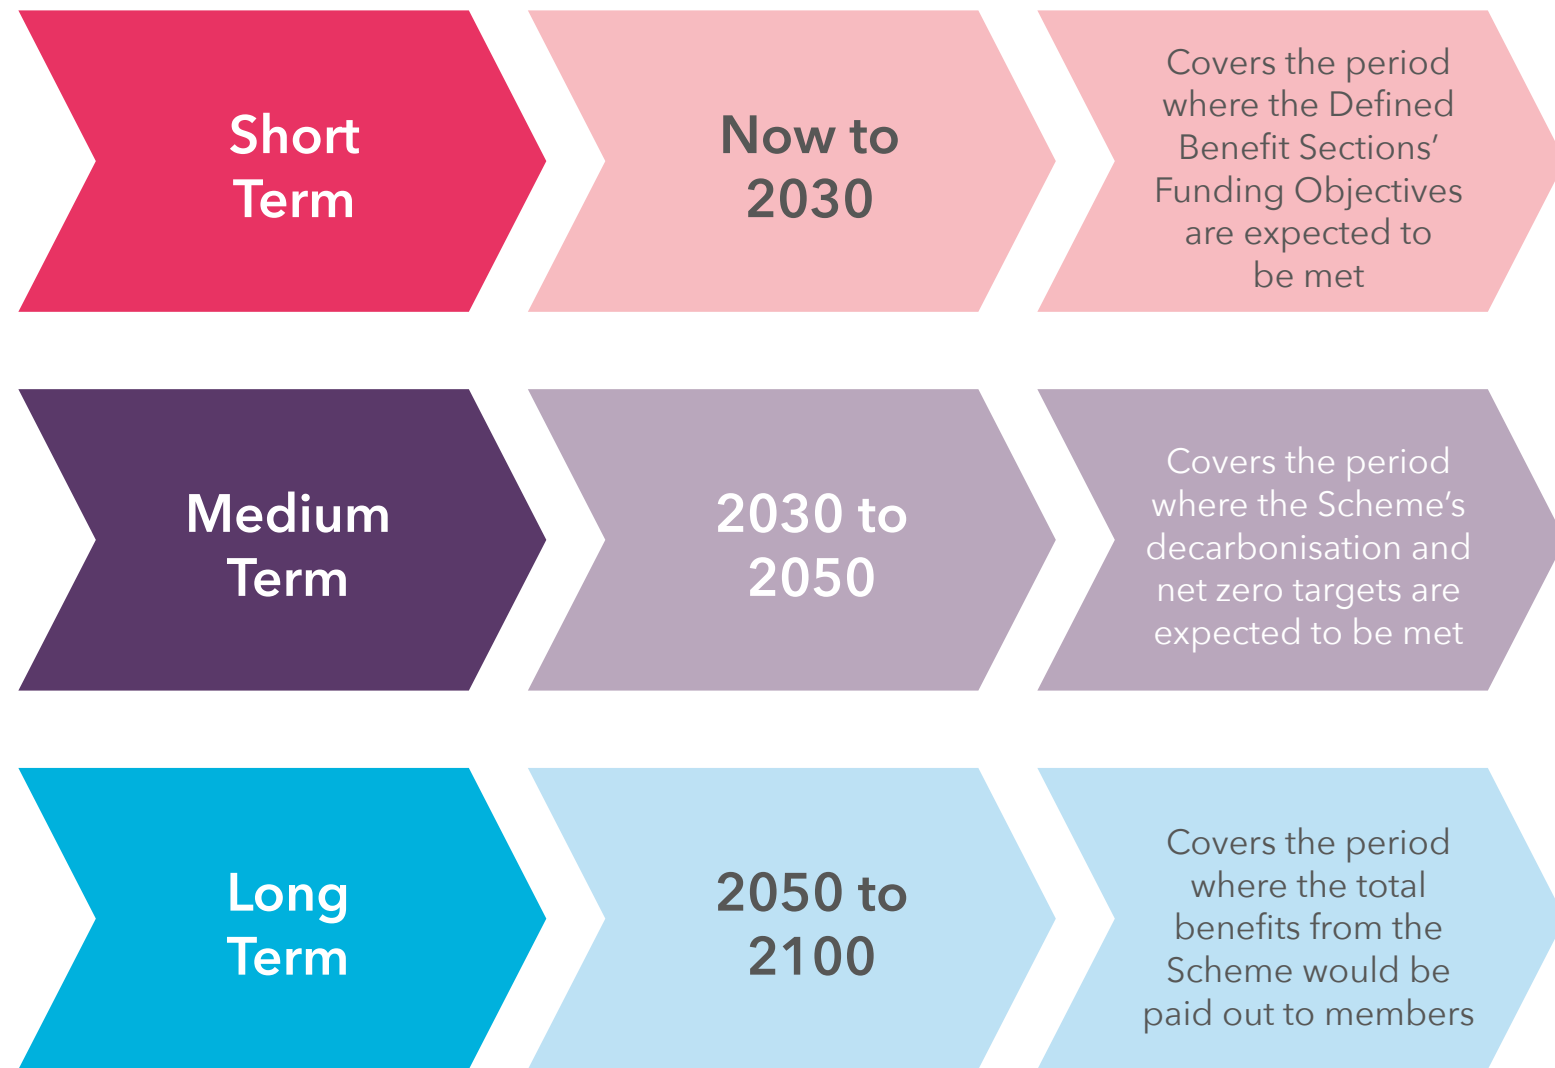 Short
Term
Now to
2030
Covers the period
where the Defined
Benefit Sections’
Funding Objectives
are expected to
be met
Medium
Term
2030 to
2050
Covers the period
where the Scheme’s
decarbonisation and
net zero targets are
expected to be met
Long
Term
2050 to
2100
Covers the period
where the total
benefits from the
Scheme would be
paid out to members